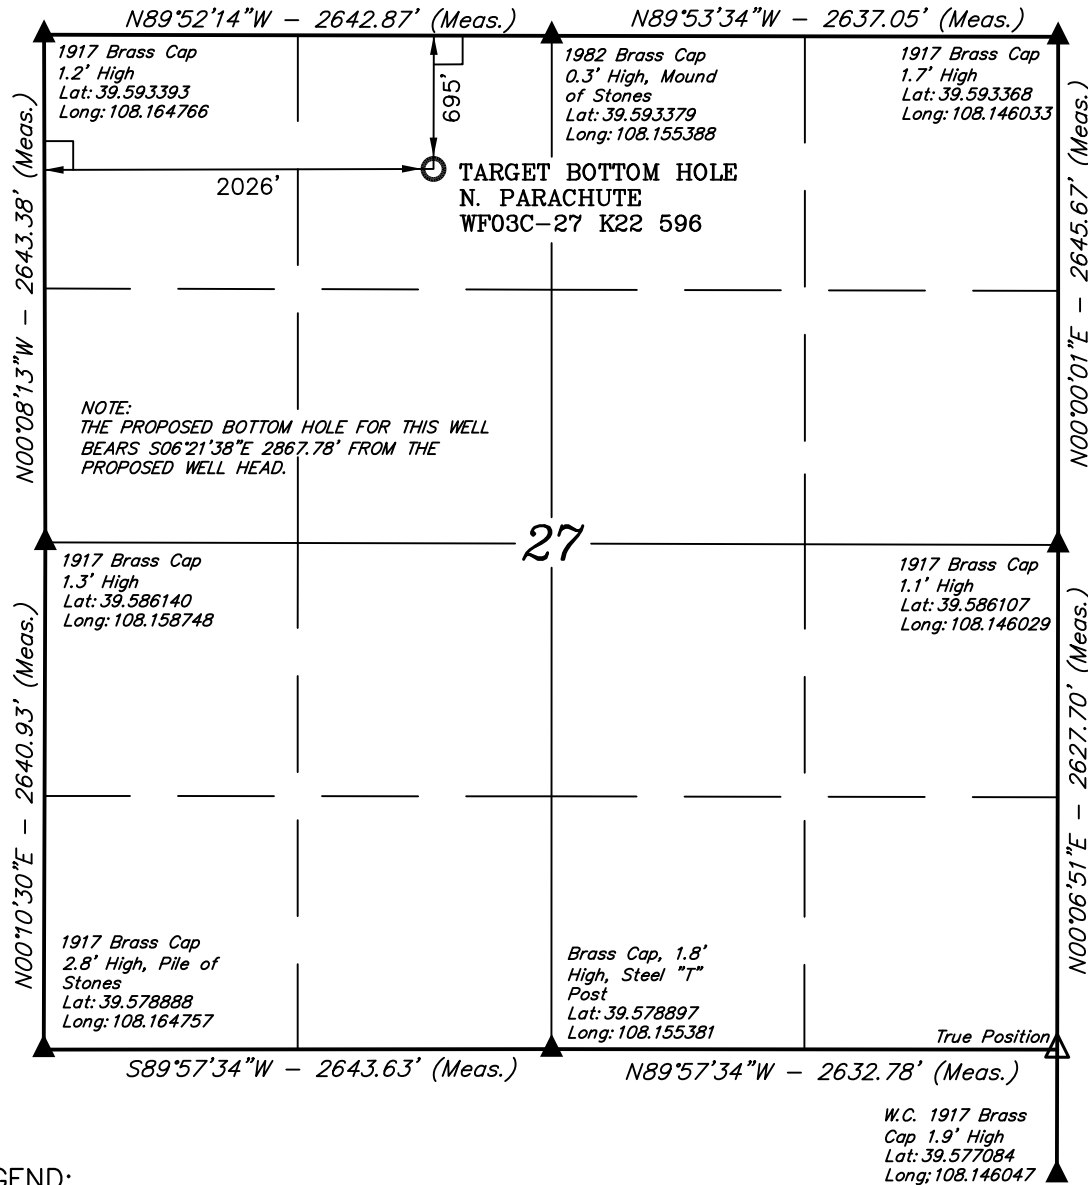 N89°52'14"W – 2642.87' (Meas.)
N89°53'34"W – 2637.05' (Meas.)
1917 Brass Cap
1.2' High
Lat: 39.593393
Long: 108.164766
695'
1982 Brass Cap
0.3' High, Mound
of Stones
Lat: 39.593379
Long: 108.155388
1917 Brass Cap
1.7' High
Lat: 39.593368
Long: 108.146033
2026'
TARGET BOTTOM HOLE
N. PARACHUTE
WF03C-27 K22 596
N00°08'13"W – 2643.38' (Meas.)
N00°00'01"E – 2645.67' (Meas.)
NOTE:
THE PROPOSED BOTTOM HOLE FOR THIS WELL
BEARS S06°21'38"E 2867.78' FROM THE
PROPOSED WELL HEAD.
27
1917 Brass Cap
1.3' High
Lat: 39.586140
Long: 108.158748
1917 Brass Cap
1.1' High
Lat: 39.586107
Long: 108.146029
N00°10'30"E – 2640.93' (Meas.)
N00°06'51"E – 2627.70' (Meas.)
1917 Brass Cap
2.8' High, Pile of
Stones
Lat: 39.578888
Long: 108.164757
Brass Cap, 1.8'
High, Steel "T"
Post
Lat: 39.578897
Long: 108.155381
True Position
S89°57'34"W – 2643.63' (Meas.)
N89°57'34"W – 2632.78' (Meas.)
W.C. 1917 Brass
Cap 1.9' High
Lat: 39.577084
Long; 108.146047
GEND: